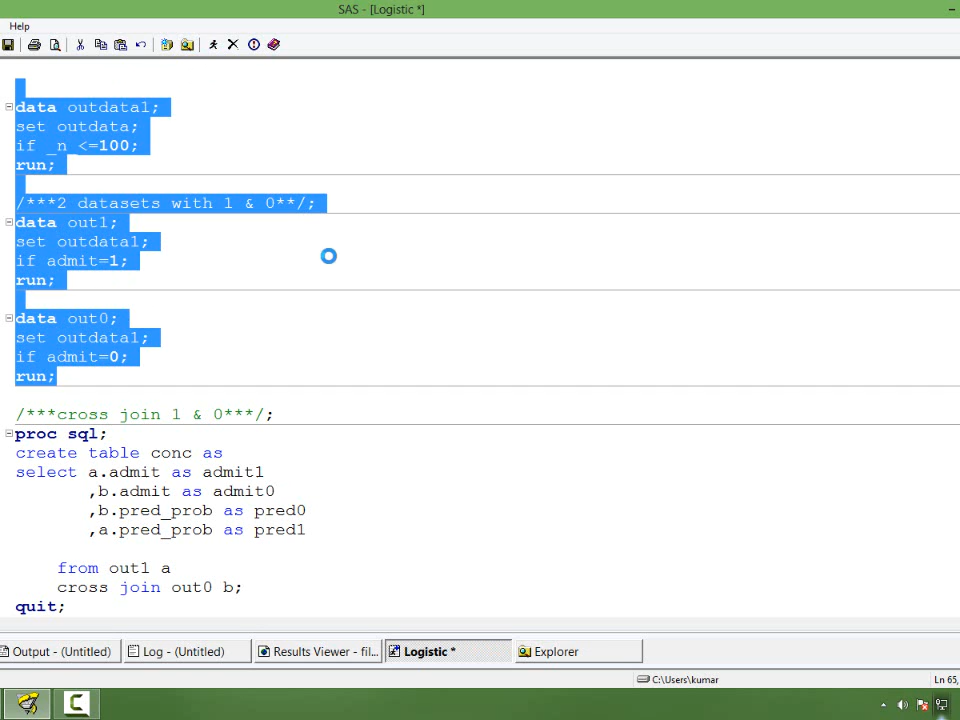 SAS - [Logistic *]
Help
data outdata1;
set outdata;
if _n_<=100;
run;
/***2 datasets with 1 & 0**/;
data out1;
set outdata1;
if admit=1;
run;
data out0;
set outdata1;
if admit=0;
run;
/***cross join 1 & 0***/;
proc sql;
create table conc as
select a.admit as admit1
,b.admit as admit0
,b.pred_prob as pred0
,a.pred_prob as pred1
from out1 a
cross join out0 b;
quit;
Output - (Untitled) Log - (Untitled) Results Viewer - fil... Logistic * Explorer
C:\Users\kumar Ln 65,